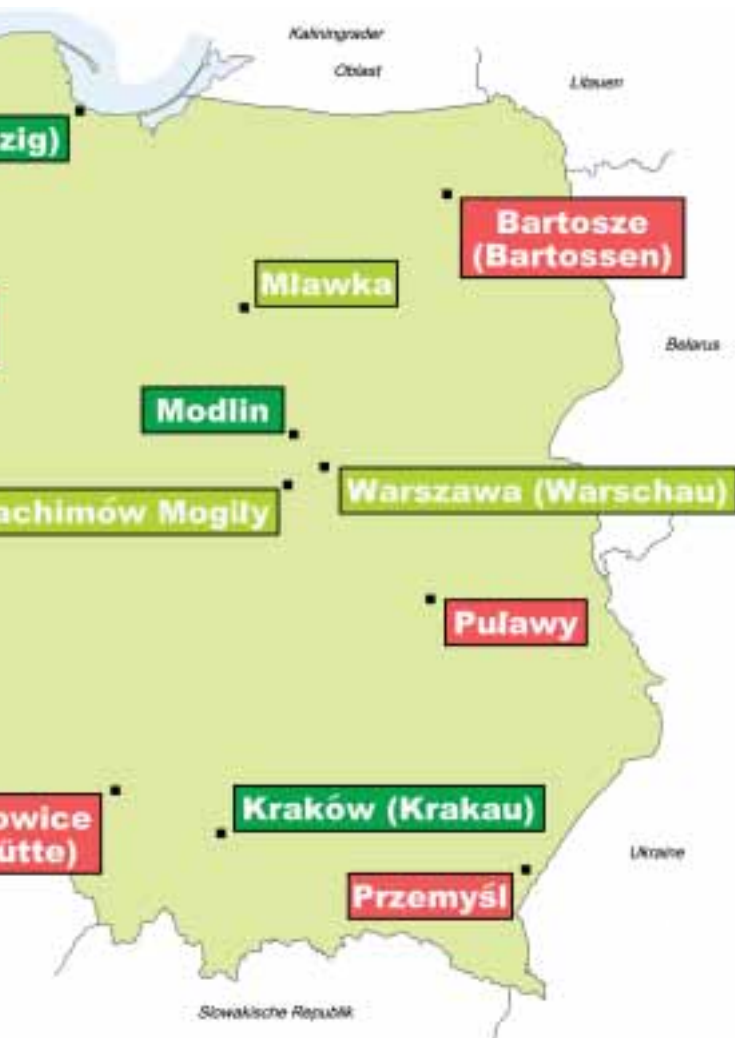 Kaliningrader
Oblast
Litauen
zig)
Bartosze
(Bartossen)
Mlawka
Belarus
Modlin
Warszawa (Warschau)
achimów Mogiły
Puławy
owice
ütte)
Kraków (Krakau)
Ukraine
Przemyśl
Slowakische Republik